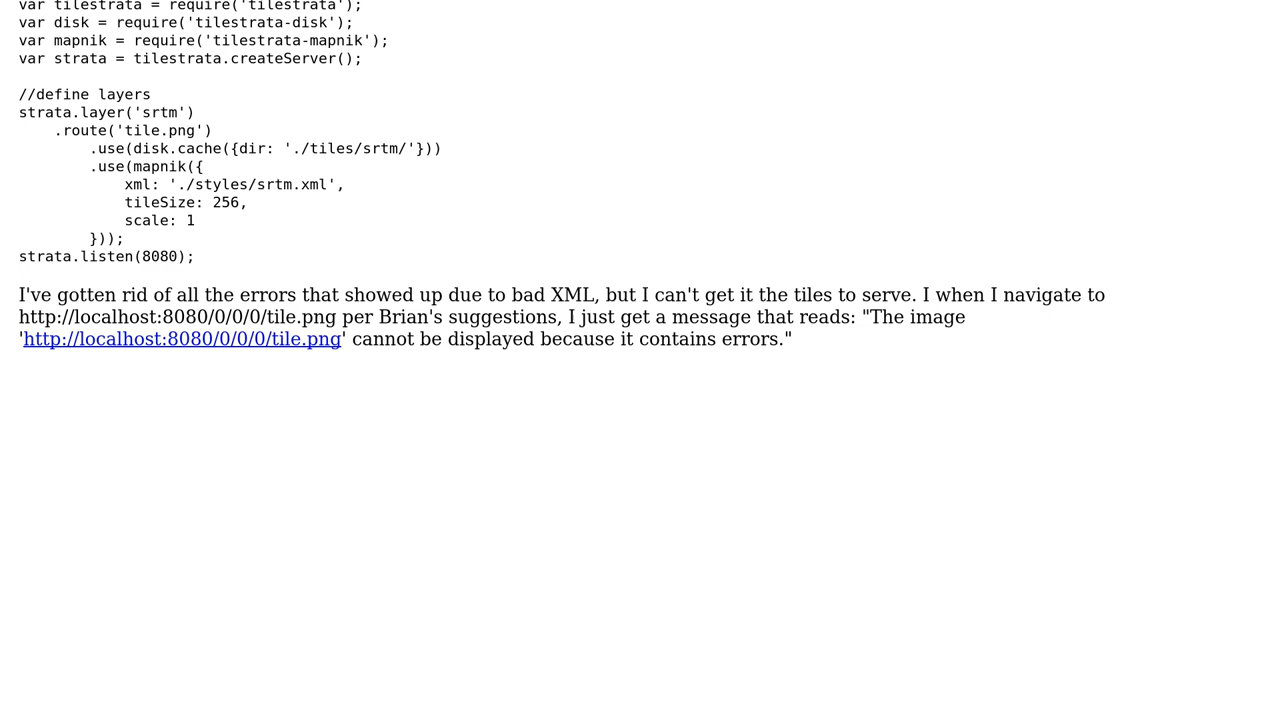 var tilestrata = require('tilestrata');
var disk = require('tilestrata-disk');
var mapnik = require('tilestrata-mapnik');
var strata = tilestrata.createServer();

//define layers
strata.layer('srtm')
    .route('tile.png')
        .use(disk.cache({dir: './tiles/srtm/'}))
        .use(mapnik({
            xml: './styles/srtm.xml',
            tileSize: 256,
            scale: 1
        }));
strata.listen(8080);

I've gotten rid of all the errors that showed up due to bad XML, but I can't get it the tiles to serve. I when I navigate to
http://localhost:8080/0/0/0/tile.png per Brian's suggestions, I just get a message that reads: "The image
'http://localhost:8080/0/0/0/tile.png' cannot be displayed because it contains errors."